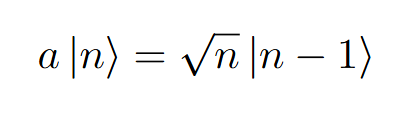 a |n⟩ = √n |n − 1⟩